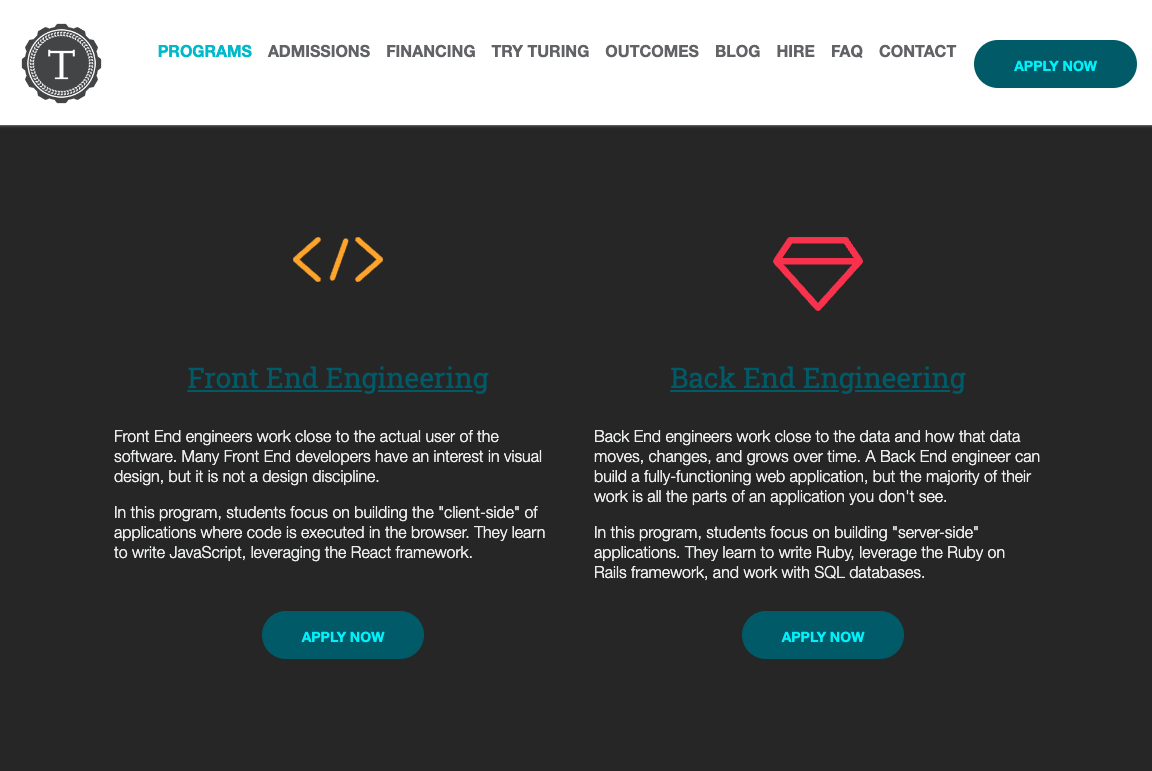 T
PROGRAMS ADMISSIONS FINANCING TRY TURING OUTCOMES BLOG HIRE FAQ CONTACT APPLY NOW
</>
Front End Engineering
Front End engineers work close to the actual user of the
software. Many Front End developers have an interest in visual
design, but it is not a design discipline.
In this program, students focus on building the "client-side" of
applications where code is executed in the browser. They learn
to write JavaScript, leveraging the React framework.
APPLY NOW
Back End Engineering
Back End engineers work close to the data and how that data
moves, changes, and grows over time. A Back End engineer can
build a fully-functioning web application, but the majority of their
work is all the parts of an application you don't see.
In this program, students focus on building "server-side"
applications. They learn to write Ruby, leverage the Ruby on
Rails framework, and work with SQL databases.
APPLY NOW